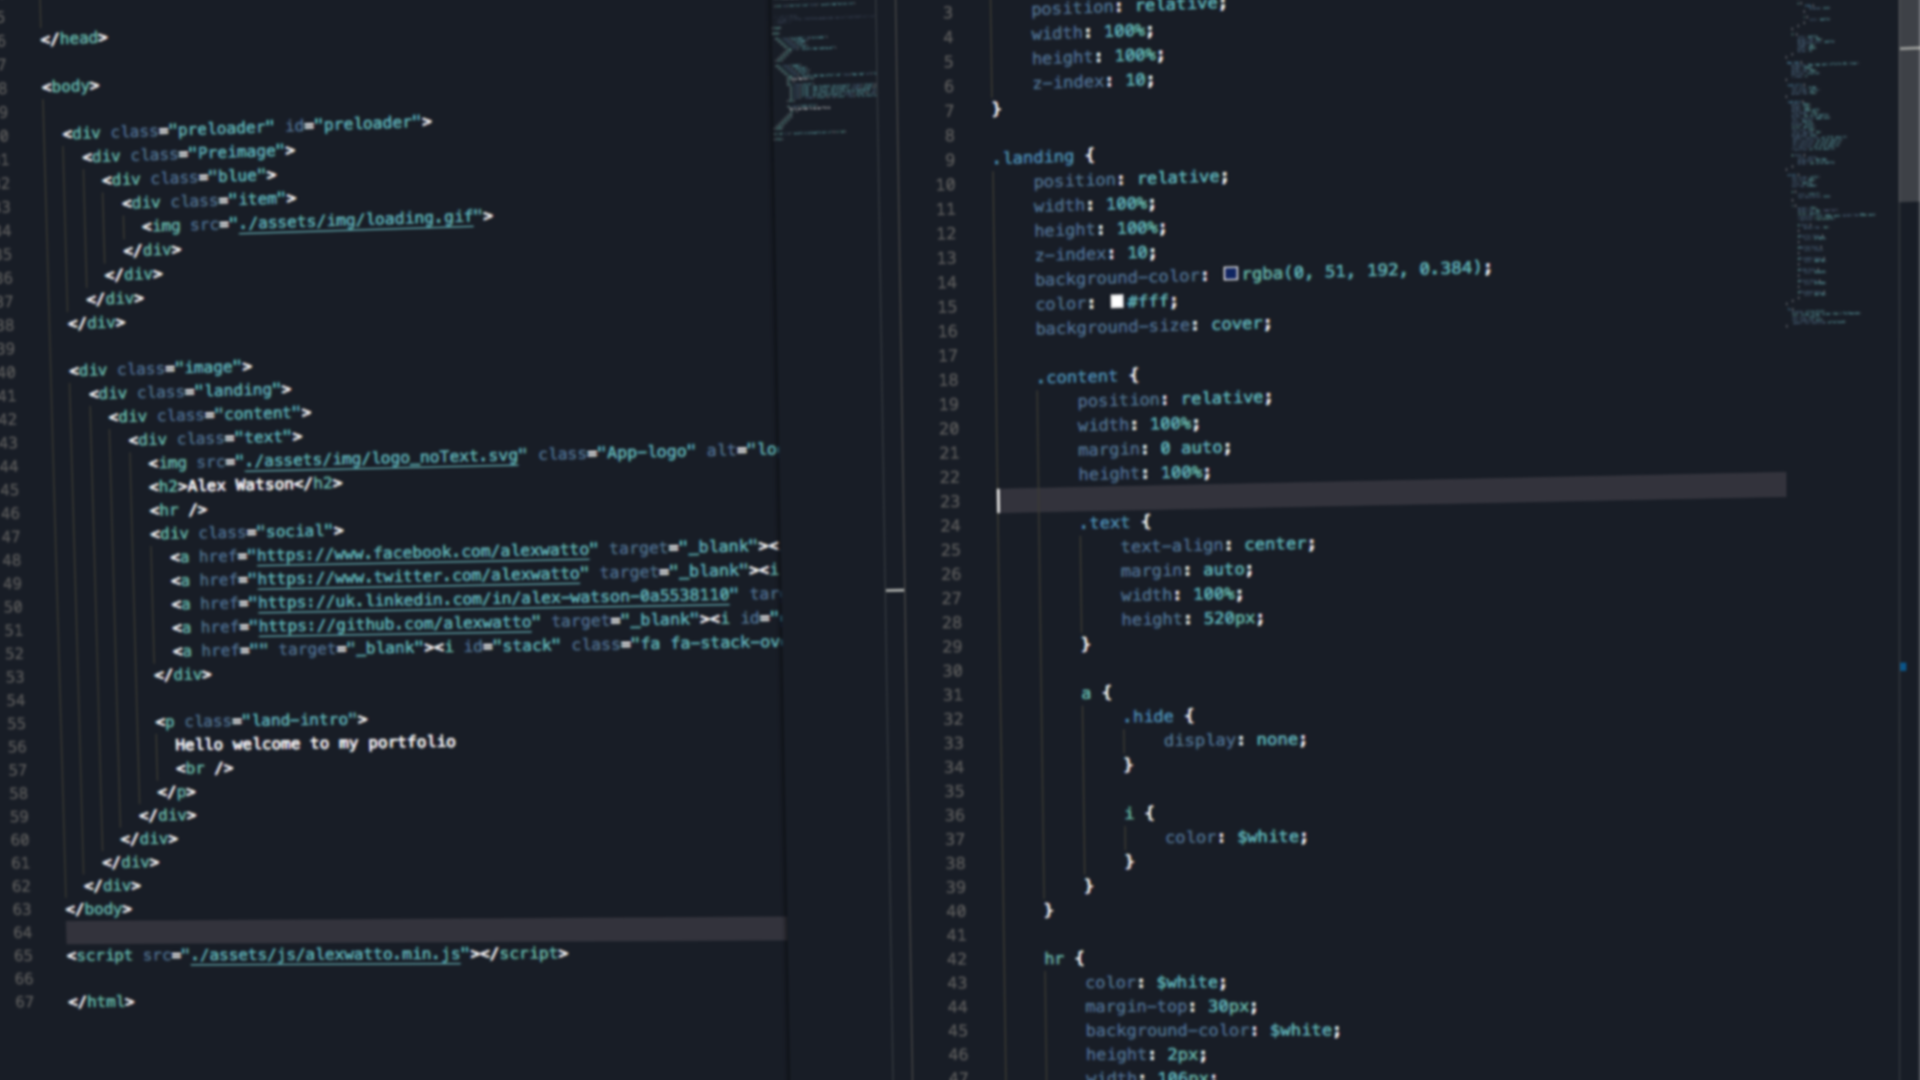 </head>
<body>
<div class="preloader" id="preloader">
<div class="Preimage">
<div class="blue">
<div class="item">
<img src="./assets/img/loading.gif">
</div>
</div>
</div>
</div>
<div class="image">
<div class="landing">
<div class="content">
<div class="text">
<img src="./assets/img/logo_noText.svg" class="App-logo" alt="lo
<h2>Alex Watson</h2>
<hr />
<div class="social">
<a href="https://www.facebook.com/alexwatto" target="_blank"><
<a href="https://www.twitter.com/alexwatto" target="_blank"><i
<a href="https://uk.linkedin.com/in/alex-watson-0a5538110" tar
<a href="https://github.com/alexwatto" target="_blank"><i id="
<a href="" target="_blank"><i id="stack" class="fa fa-stack-ov
</div>
<p class="land-intro">
Hello welcome to my portfolio
<br />
</p>
</div>
</div>
</div>
</div>
</body>
<script src="./assets/js/alexwatto.min.js"></script>
</html>
3 position: relative;
4 width: 100%;
5 height: 100%;
6 z-index: 10;
7 }
8
9 .landing {
10 position: relative;
11 width: 100%;
12 height: 100%;
13 z-index: 10;
14 background-color: rgba(0, 51, 192, 0.384);
15 color: #fff;
16 background-size: cover;
17
18 .content {
19 position: relative;
20 width: 100%;
21 margin: 0 auto;
22 height: 100%;
23
24 .text {
25 text-align: center;
26 margin: auto;
27 width: 100%;
28 height: 520px;
29 }
30
31 a {
32 .hide {
33 display: none;
34 }
35
36 i {
37 color: $white;
38 }
39 }
40 }
41
42 hr {
43 color: $white;
44 margin-top: 30px;
45 background-color: $white;
46 height: 2px;
47 width: 106px;